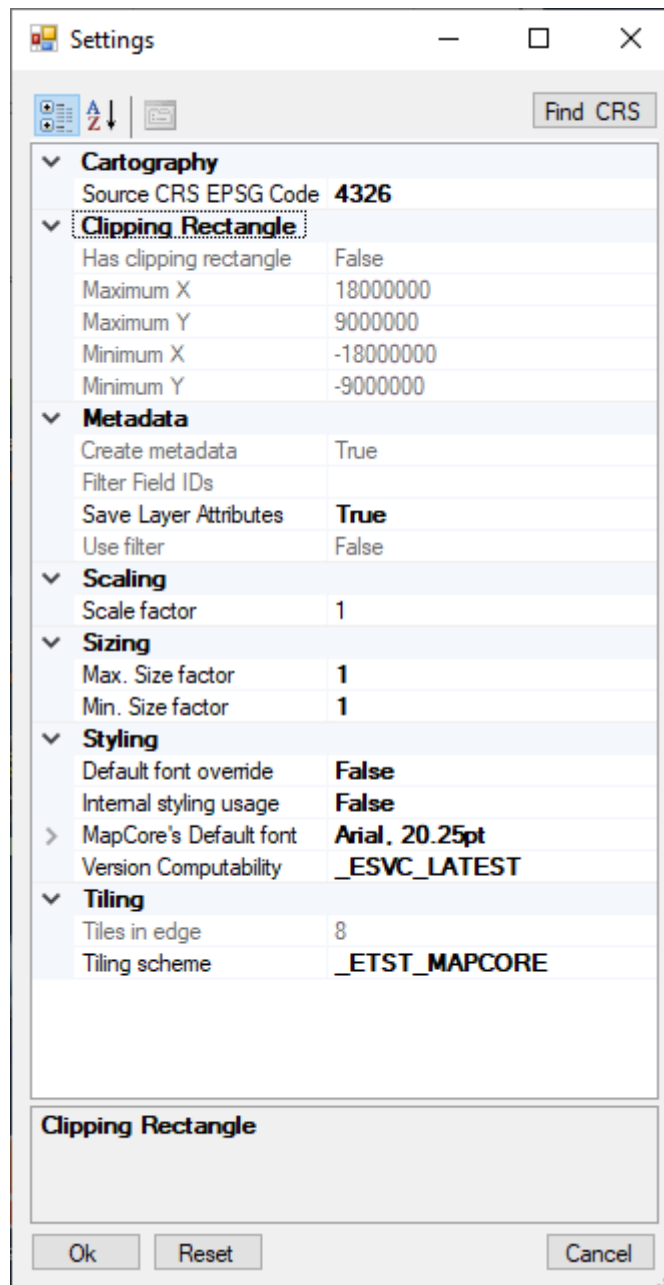 Settings
Find CRS
Cartography
Source CRS EPSG Code 4326
Clipping Rectangle
Has clipping rectangle False
Maximum X 18000000
Maximum Y 9000000
Minimum X -18000000
Minimum Y -9000000
Metadata
Create metadata True
Filter Field IDs
Save Layer Attributes True
Use filter False
Scaling
Scale factor 1
Sizing
Max. Size factor 1
Min. Size factor 1
Styling
Default font override False
Internal styling usage False
MapCore's Default font Arial, 20.25pt
Version Computability _ESVC_LATEST
Tiling
Tiles in edge 8
Tiling scheme _ETST_MAPCORE
Clipping Rectangle
Ok Reset Cancel